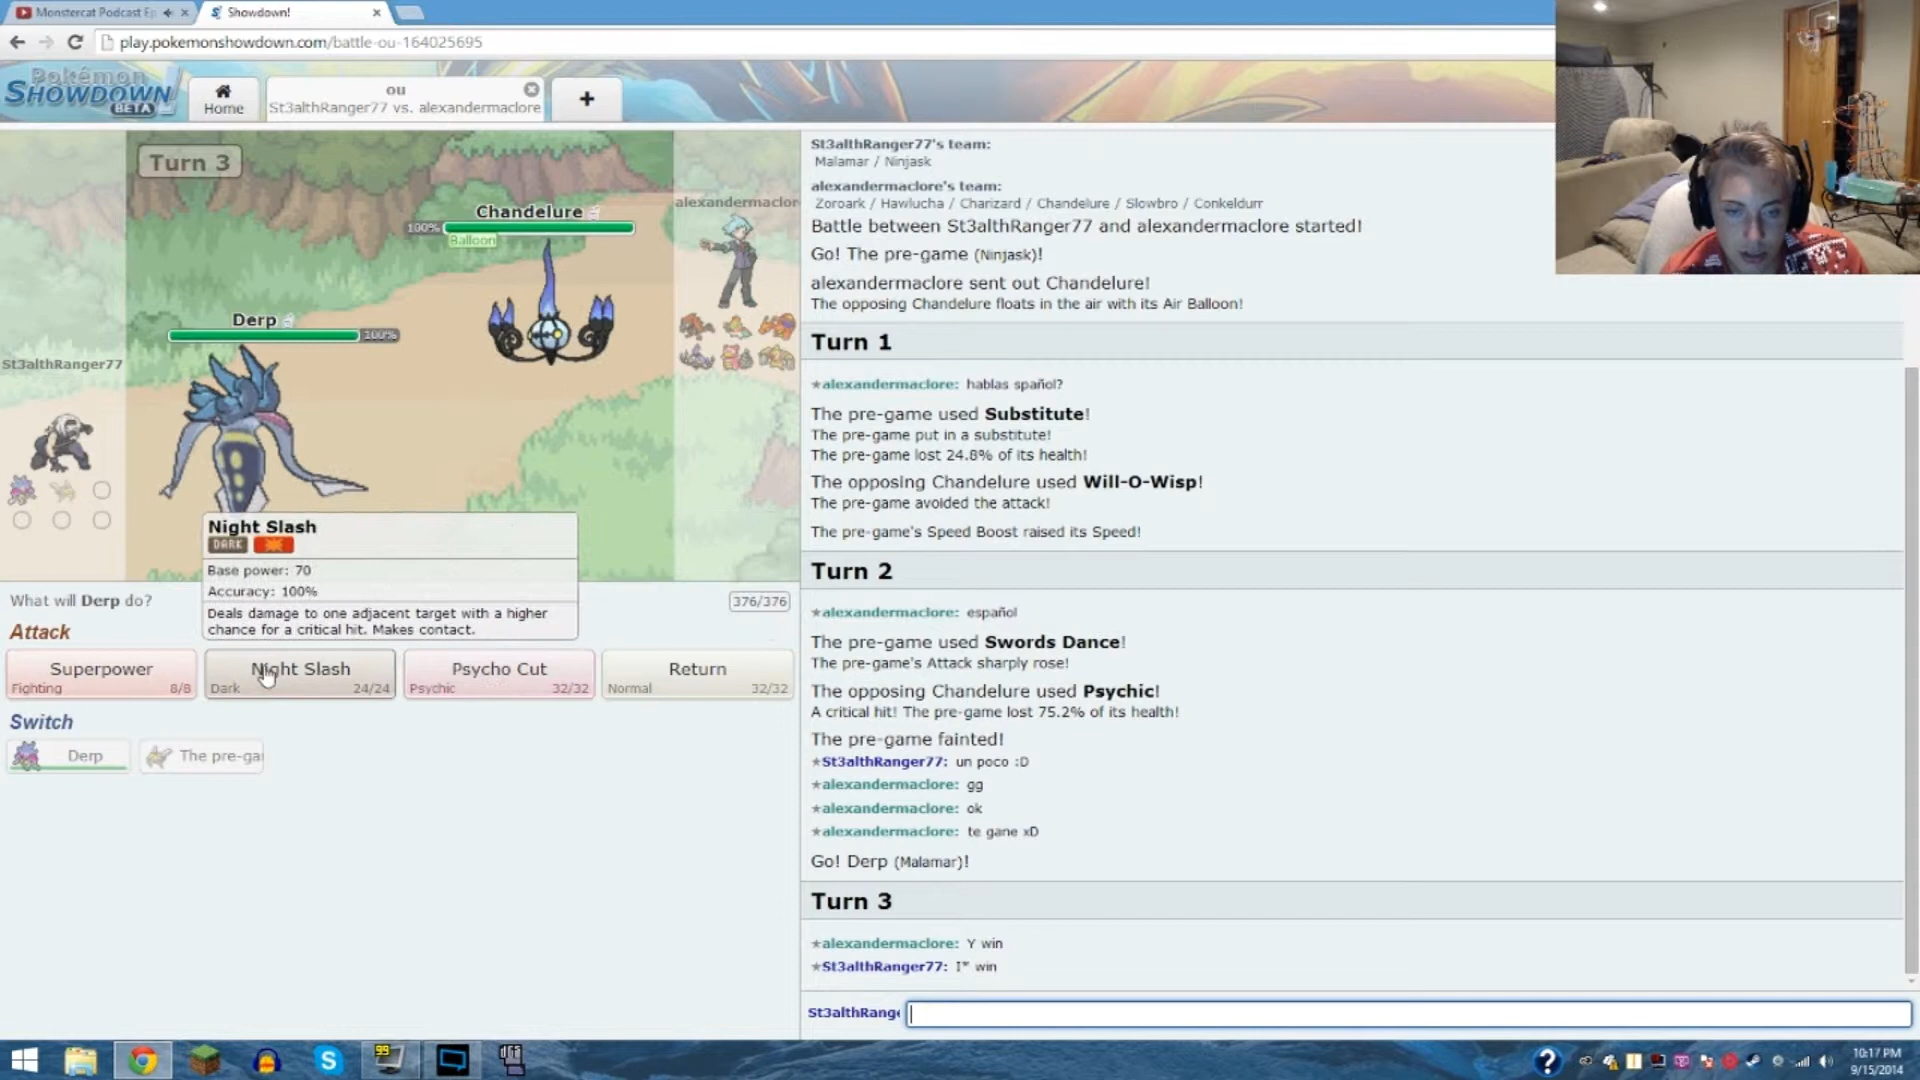 Monstercat Podcast Ep
Showdown!
play.pokemonshowdown.com/battle-ou-164025695
Pokémon
SHOWDOWN
BETA
Home
ou
St3althRanger77 vs. alexandermaclore
+
Turn 3
Chandelure
100%
Balloon
Derp
100%
St3althRanger77
alexandermaclor
Night Slash
DARK
Base power: 70
Accuracy: 100%
Deals damage to one adjacent target with a higher
chance for a critical hit. Makes contact.
What will Derp do?
376/376
Attack
Superpower
Fighting 8/8
Night Slash
Dark 24/24
Psycho Cut
Psychic 32/32
Return
Normal 32/32
Switch
Derp
The pre-ga
St3althRanger77's team:
Malamar / Ninjask
alexandermaclore's team:
Zoroark / Hawlucha / Charizard / Chandelure / Slowbro / Conkeldurr
Battle between St3althRanger77 and alexandermaclore started!
Go! The pre-game (Ninjask)!
alexandermaclore sent out Chandelure!
The opposing Chandelure floats in the air with its Air Balloon!
Turn 1
★alexandermaclore: hablas spañol?
The pre-game used Substitute!
The pre-game put in a substitute!
The pre-game lost 24.8% of its health!
The opposing Chandelure used Will-O-Wisp!
The pre-game avoided the attack!
The pre-game's Speed Boost raised its Speed!
Turn 2
★alexandermaclore: español
The pre-game used Swords Dance!
The pre-game's Attack sharply rose!
The opposing Chandelure used Psychic!
A critical hit! The pre-game lost 75.2% of its health!
The pre-game fainted!
★St3althRanger77: un poco :D
★alexandermaclore: gg
★alexandermaclore: ok
★alexandermaclore: te gane xD
Go! Derp (Malamar)!
Turn 3
★alexandermaclore: Y win
★St3althRanger77: I* win
St3althRange
99
10:17 PM
9/15/2014